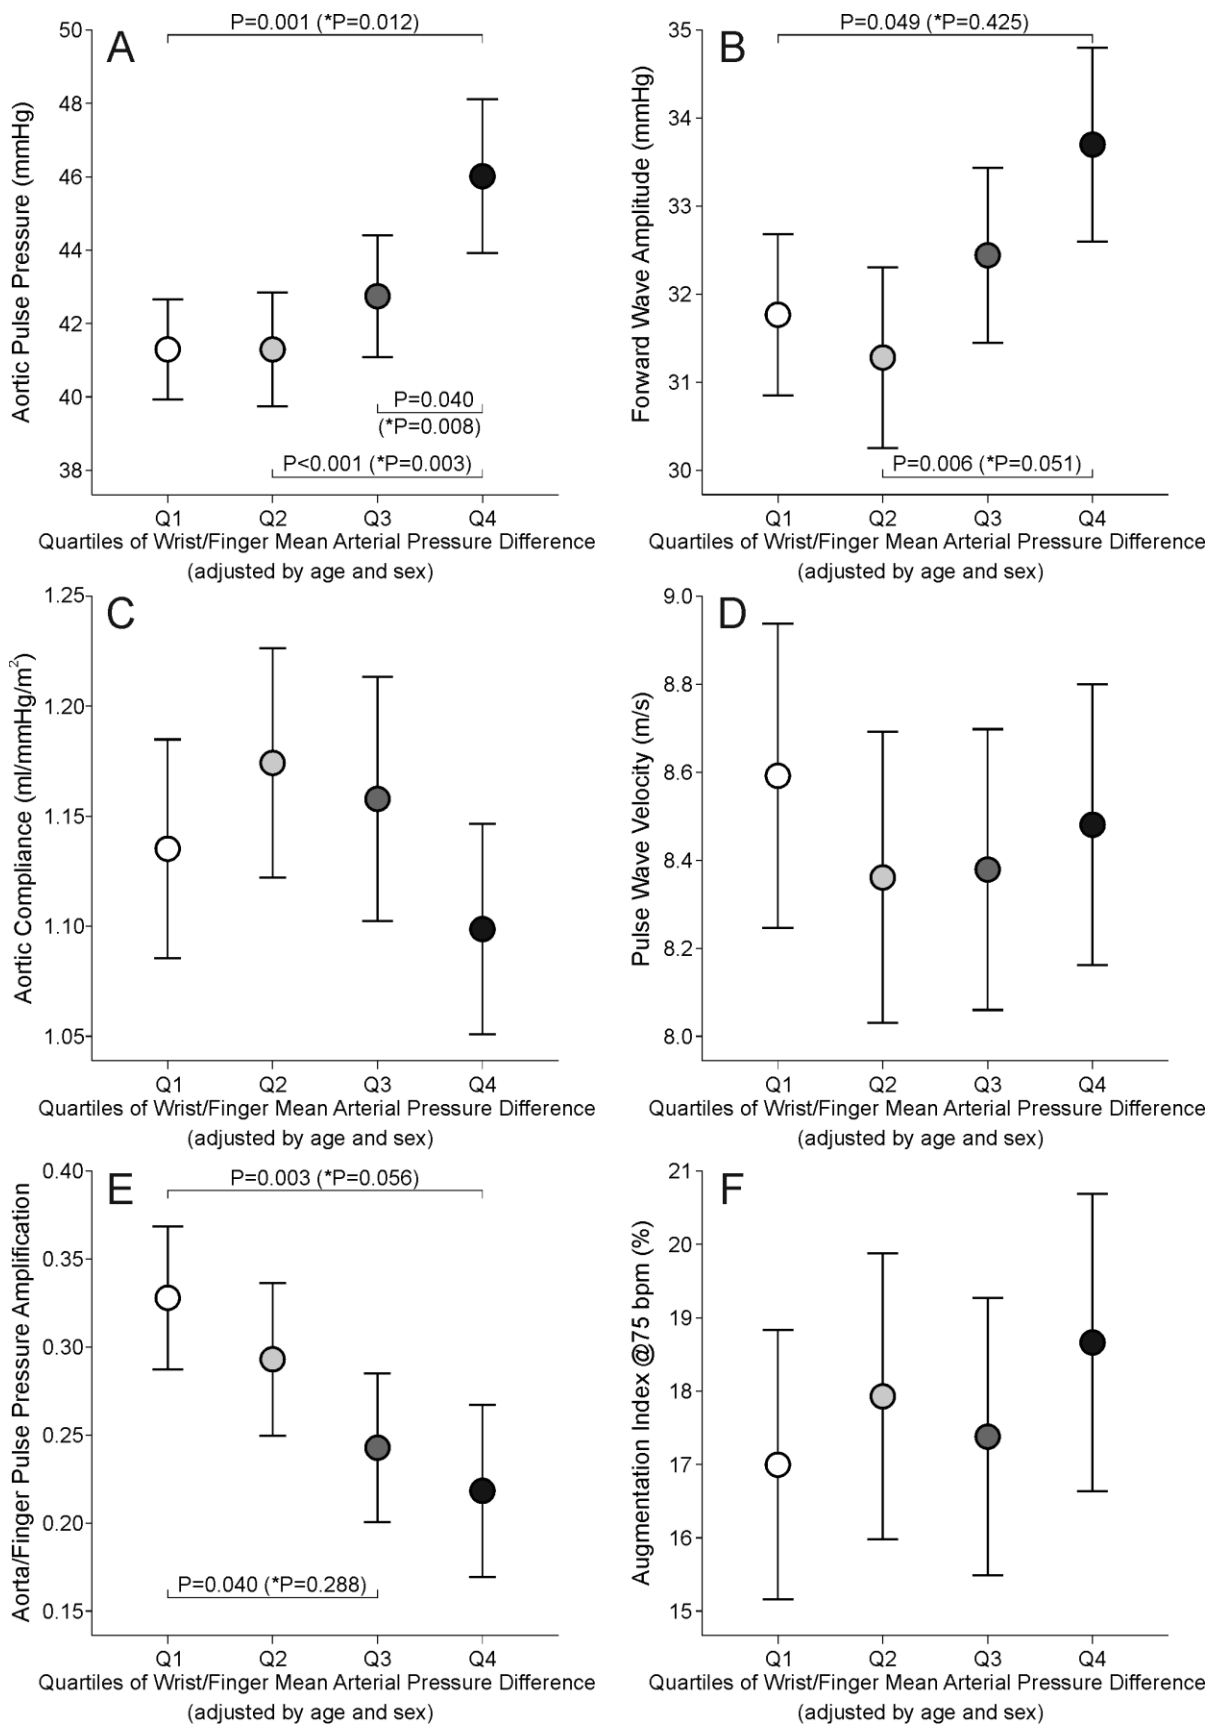 A
P=0.001 (*P=0.012)
Aortic Pulse Pressure (mmHg)
50
48
46
44
42
40
38
P=0.040
(*P=0.008)
P<0.001 (*P=0.003)
Q1 Q2 Q3 Q4
Quartiles of Wrist/Finger Mean Arterial Pressure Difference
(adjusted by age and sex)
B
P=0.049 (*P=0.425)
Forward Wave Amplitude (mmHg)
35
34
33
32
31
30
P=0.006 (*P=0.051)
Q1 Q2 Q3 Q4
Quartiles of Wrist/Finger Mean Arterial Pressure Difference
(adjusted by age and sex)
C
Aortic Compliance (ml/mmHg/m²)
1.25
1.20
1.15
1.10
1.05
Q1 Q2 Q3 Q4
Quartiles of Wrist/Finger Mean Arterial Pressure Difference
(adjusted by age and sex)
D
Pulse Wave Velocity (m/s)
9.0
8.8
8.6
8.4
8.2
8.0
Q1 Q2 Q3 Q4
Quartiles of Wrist/Finger Mean Arterial Pressure Difference
(adjusted by age and sex)
E
P=0.003 (*P=0.056)
Aorta/Finger Pulse Pressure Amplification
0.40
0.35
0.30
0.25
0.20
0.15
P=0.040 (*P=0.288)
Q1 Q2 Q3 Q4
Quartiles of Wrist/Finger Mean Arterial Pressure Difference
(adjusted by age and sex)
F
Augmentation Index @75 bpm (%)
21
20
19
18
17
16
15
Q1 Q2 Q3 Q4
Quartiles of Wrist/Finger Mean Arterial Pressure Difference
(adjusted by age and sex)